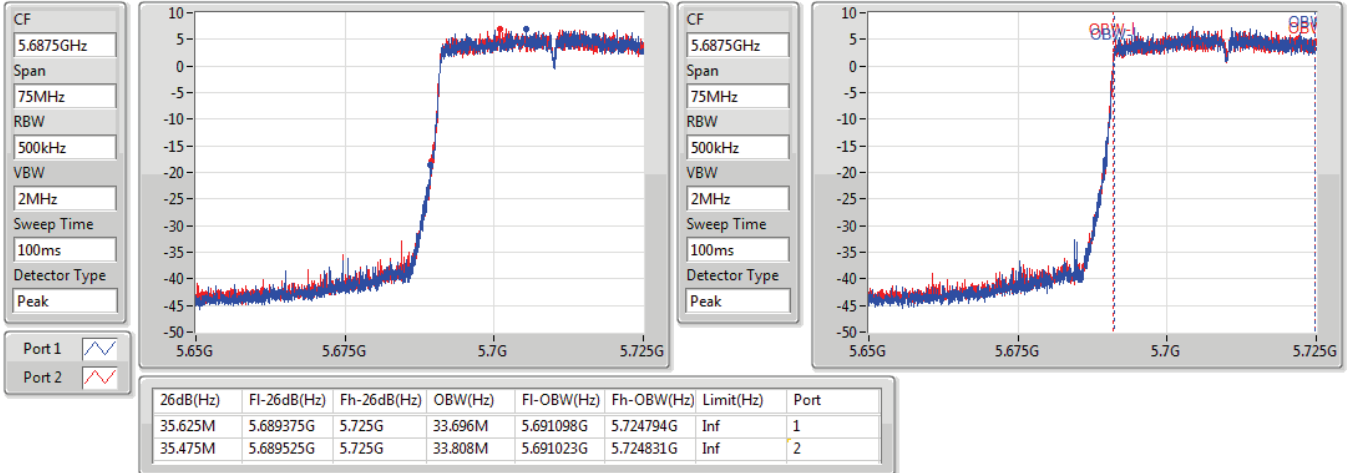 CF
5.6875GHz
Span
75MHz
RBW
500kHz
VBW
2MHz
Sweep Time
100ms
Detector Type
Peak
Port 1
Port 2
10
5
0
-5
-10
-15
-20
-25
-30
-35
-40
-45
-50
5.65G 5.675G 5.7G 5.725G
CF
5.6875GHz
Span
75MHz
RBW
500kHz
VBW
2MHz
Sweep Time
100ms
Detector Type
Peak
10
5
0
-5
-10
-15
-20
-25
-30
-35
-40
-45
-50
5.65G 5.675G 5.7G 5.725G
26dB(Hz) Fl-26dB(Hz) Fh-26dB(Hz) OBW(Hz) Fl-OBW(Hz) Fh-OBW(Hz) Limit(Hz) Port
35.625M 5.689375G 5.725G 33.696M 5.691098G 5.724794G Inf 1
35.475M 5.689525G 5.725G 33.808M 5.691023G 5.724831G Inf 2